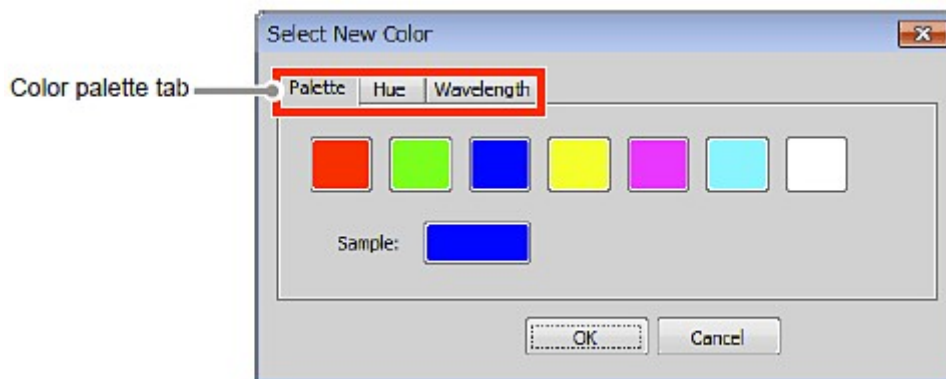 Select New Color
Color palette tab
Palette Hue Wavelength
Sample:
OK Cancel